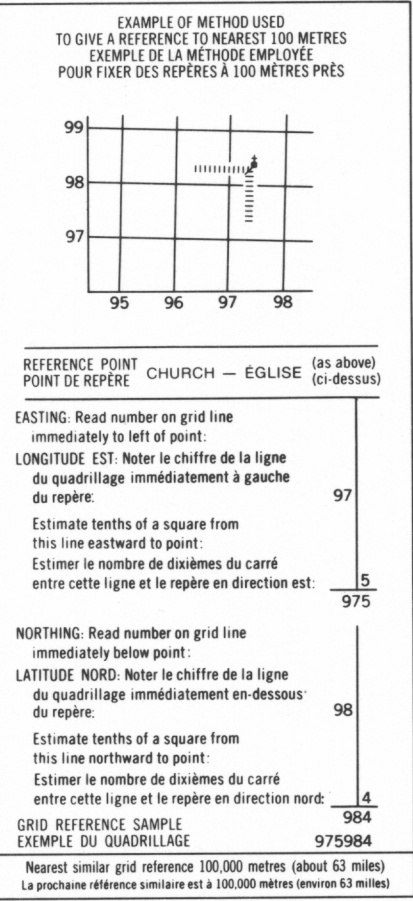 EXAMPLE OF METHOD USED
TO GIVE A REFERENCE TO NEAREST 100 METRES
EXEMPLE DE LA MÉTHODE EMPLOYÉE
POUR FIXER DES REPÈRES À 100 MÈTRES PRÈS
99
98
97
95 96 97 98
REFERENCE POINT
POINT DE REPÈRE CHURCH — ÉGLISE (as above)
(ci-dessus)
EASTING: Read number on grid line
immediately to left of point:
LONGITUDE EST: Noter le chiffre de la ligne
du quadrillage immédiatement à gauche
du repère: 97
Estimate tenths of a square from
this line eastward to point:
Estimer le nombre de dixièmes du carré
entre cette ligne et le repère en direction est: 5
975
NORTHING: Read number on grid line
immediately below point:
LATITUDE NORD: Noter le chiffre de la ligne
du quadrillage immédiatement en-dessous
du repère: 98
Estimate tenths of a square from
this line northward to point:
Estimer le nombre de dixièmes du carré
entre cette ligne et le repère en direction nord: 4
984
GRID REFERENCE SAMPLE
EXEMPLE DU QUADRILLAGE 975984
Nearest similar grid reference 100,000 metres (about 63 miles)
La prochaine référence similaire est à 100,000 mètres (environ 63 milles)